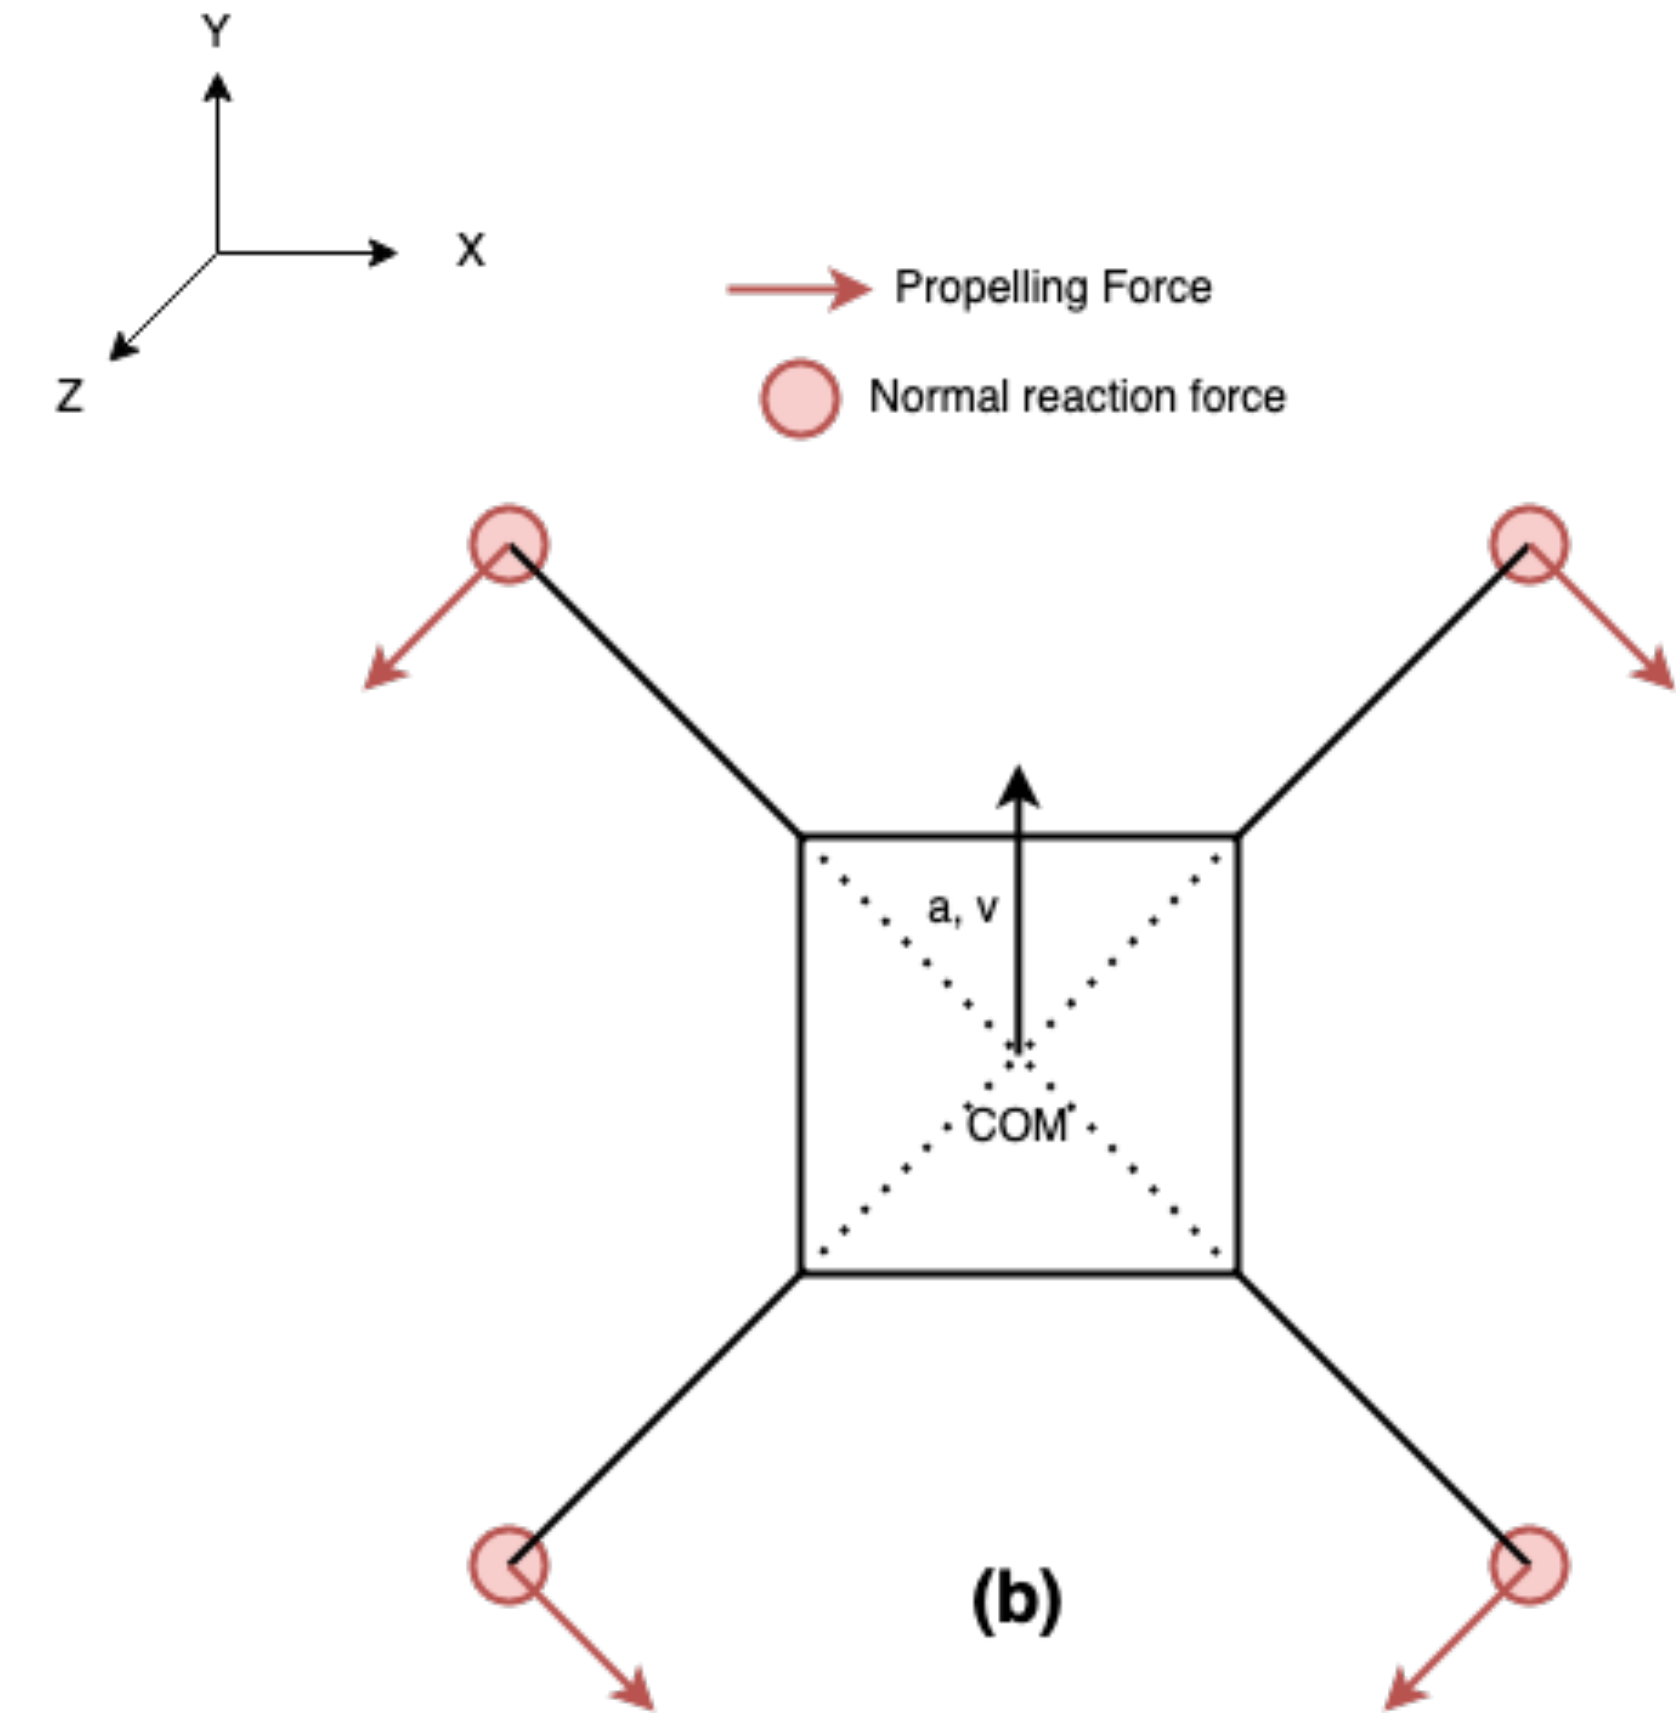 Y
X
Z
Propelling Force
Normal reaction force
a, v
COM
(b)